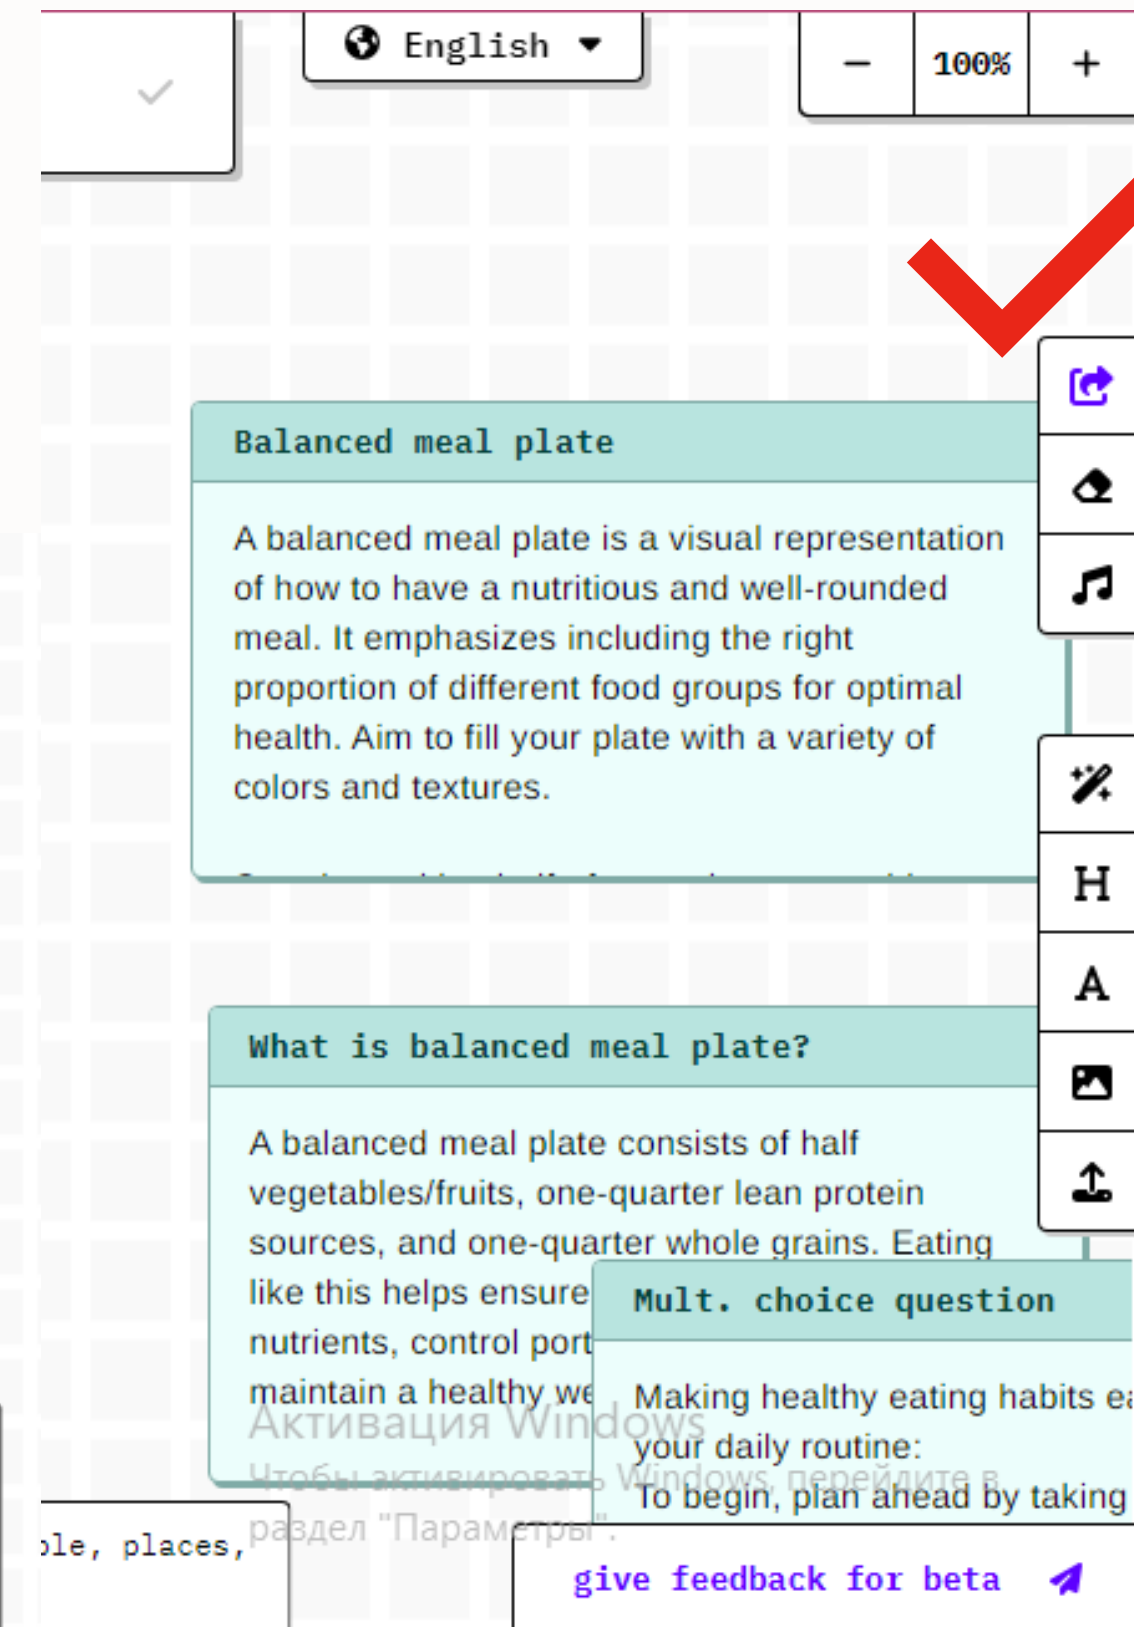 English
100%
Balanced meal plate
A balanced meal plate is a visual representation
of how to have a nutritious and well-rounded
meal. It emphasizes including the right
proportion of different food groups for optimal
health. Aim to fill your plate with a variety of
colors and textures.
H
A
What is balanced meal plate?
A balanced meal plate consists of half
vegetables/fruits, one-quarter lean protein
sources, and one-quarter whole grains. Eating
like this helps ensure
nutrients, control port
maintain a healthy we
Mult. choice question
Making healthy eating habits ea
your daily routine:
To begin, plan ahead by taking
Активация Windows
Чтобы активировать Windows, перейдите в
раздел "Параметры".
ple, places,
give feedback for beta